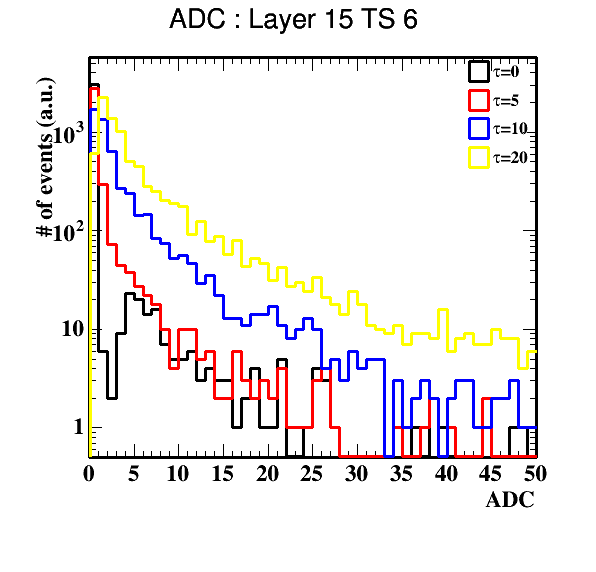 ADC : Layer 15 TS 6
# of events (a.u.)
10³
10²
10
1
τ=0
τ=5
τ=10
τ=20
0 5 10 15 20 25 30 35 40 45 50
ADC